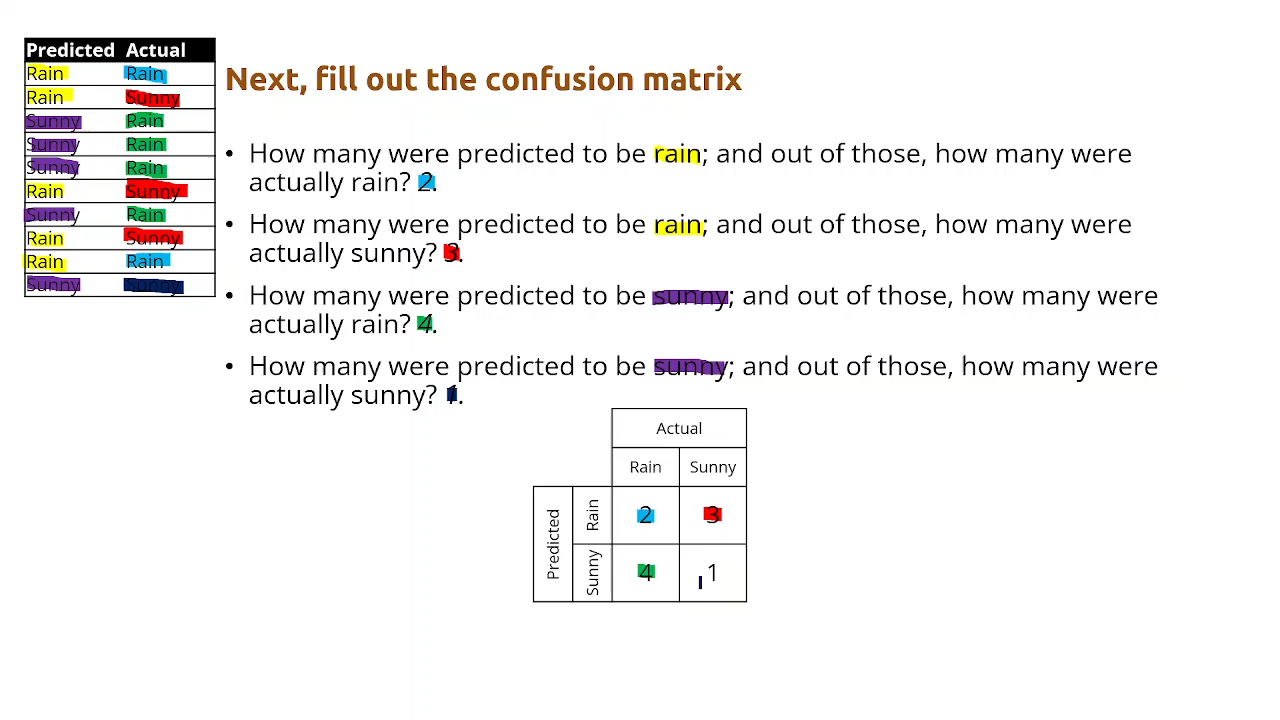 Predicted Actual
Rain Rain
Rain Sunny
Sunny Rain
Sunny Rain
Sunny Rain
Rain Sunny
Sunny Rain
Rain Sunny
Rain Rain
Sunny Sunny
Next, fill out the confusion matrix
• How many were predicted to be rain; and out of those, how many were
actually rain? 2.
• How many were predicted to be rain; and out of those, how many were
actually sunny? 3.
• How many were predicted to be sunny; and out of those, how many were
actually rain? 4.
• How many were predicted to be sunny; and out of those, how many were
actually sunny? 1.
Actual
Rain Sunny
Predicted
Rain 2 3
Sunny 4 1